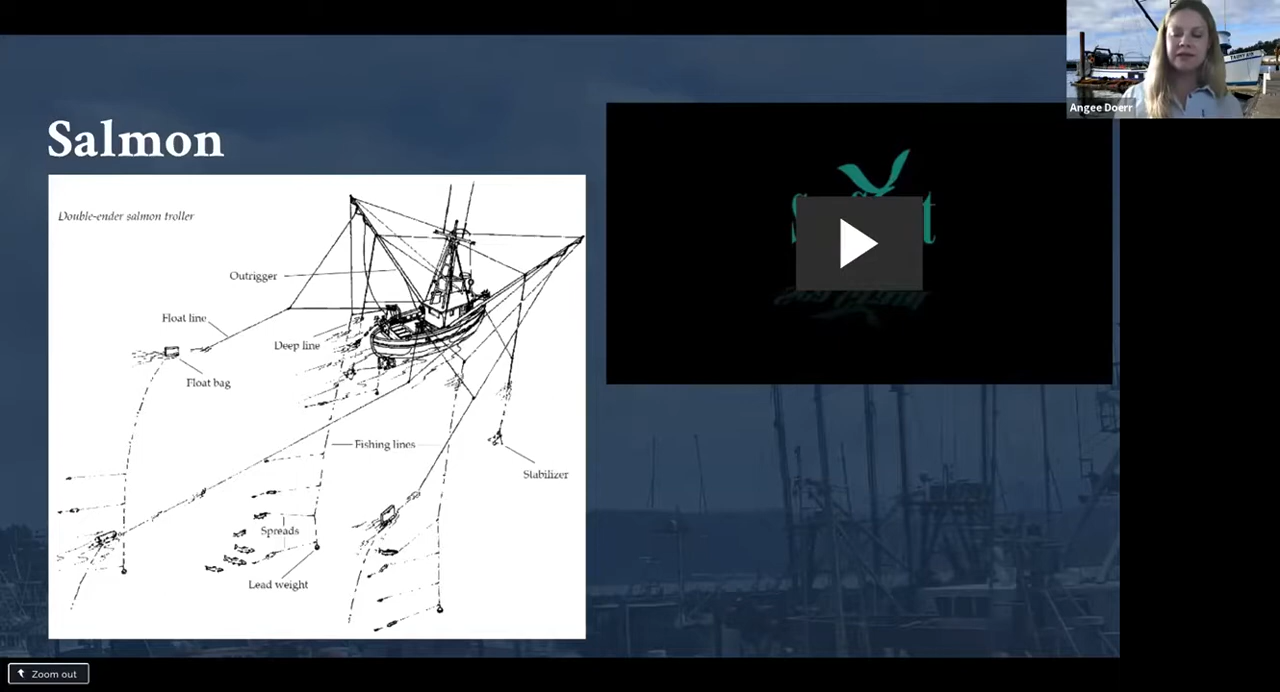 Angee Doerr
Salmon
Double-ender salmon troller
Outrigger
Float line
Deep line
Float bag
Fishing lines
Stabilizer
Spreads
Lead weight
Zoom out